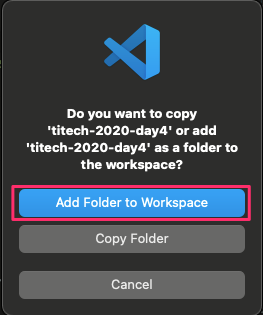 Do you want to copy
'titech-2020-day4' or add
'titech-2020-day4' as a folder to
the workspace?
Add Folder to Workspace
Copy Folder
Cancel